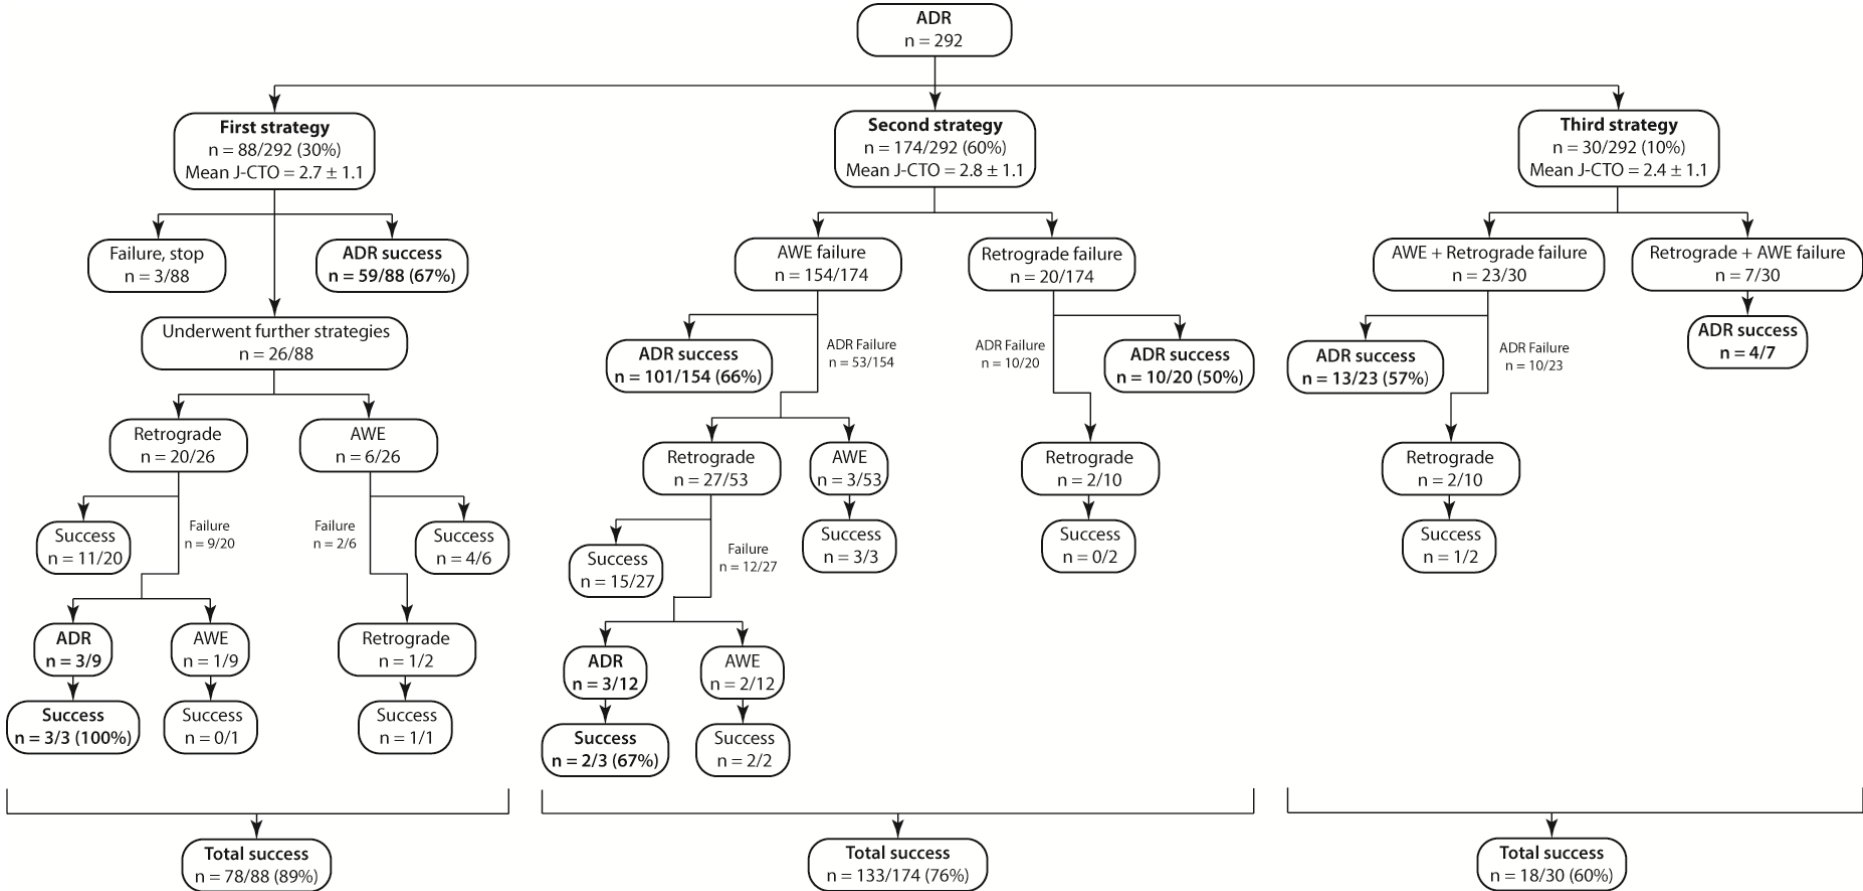 ADR
n = 292
First strategy
n = 88/292 (30%)
Mean J-CTO = 2.7 ± 1.1
Second strategy
n = 174/292 (60%)
Mean J-CTO = 2.8 ± 1.1
Third strategy
n = 30/292 (10%)
Mean J-CTO = 2.4 ± 1.1
Failure, stop
n = 3/88
ADR success
n = 59/88 (67%)
Underwent further strategies
n = 26/88
Retrograde
n = 20/26
AWE
n = 6/26
Success
n = 11/20
Failure
n = 9/20
Failure
n = 2/6
Success
n = 4/6
ADR
n = 3/9
AWE
n = 1/9
Retrograde
n = 1/2
Success
n = 3/3 (100%)
Success
n = 0/1
Success
n = 1/1
Total success
n = 78/88 (89%)
AWE failure
n = 154/174
Retrograde failure
n = 20/174
ADR success
n = 101/154 (66%)
ADR Failure
n = 53/154
ADR Failure
n = 10/20
ADR success
n = 10/20 (50%)
Retrograde
n = 27/53
AWE
n = 3/53
Retrograde
n = 2/10
Success
n = 15/27
Failure
n = 12/27
Success
n = 3/3
Success
n = 0/2
ADR
n = 3/12
AWE
n = 2/12
Success
n = 2/3 (67%)
Success
n = 2/2
Total success
n = 133/174 (76%)
AWE + Retrograde failure
n = 23/30
Retrograde + AWE failure
n = 7/30
ADR success
n = 13/23 (57%)
ADR Failure
n = 10/23
ADR success
n = 4/7
Retrograde
n = 2/10
Success
n = 1/2
Total success
n = 18/30 (60%)